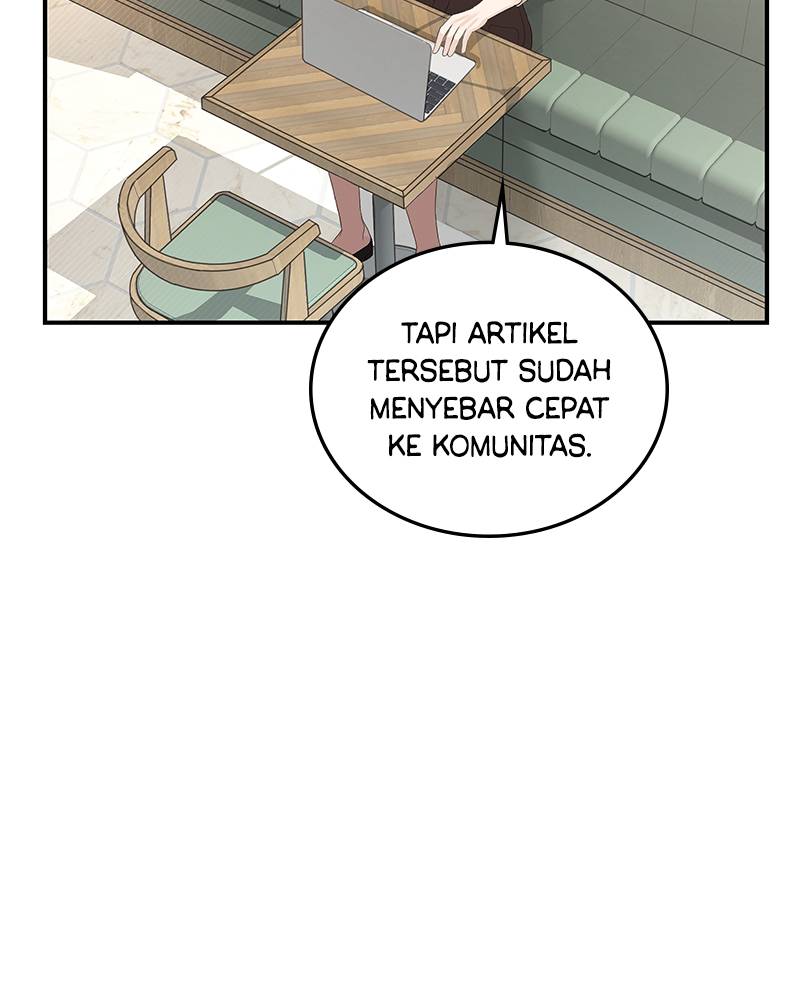 TAPI ARTIKEL
TERSEBUT SUDAH
MENYEBAR CEPAT
KE KOMUNITAS.